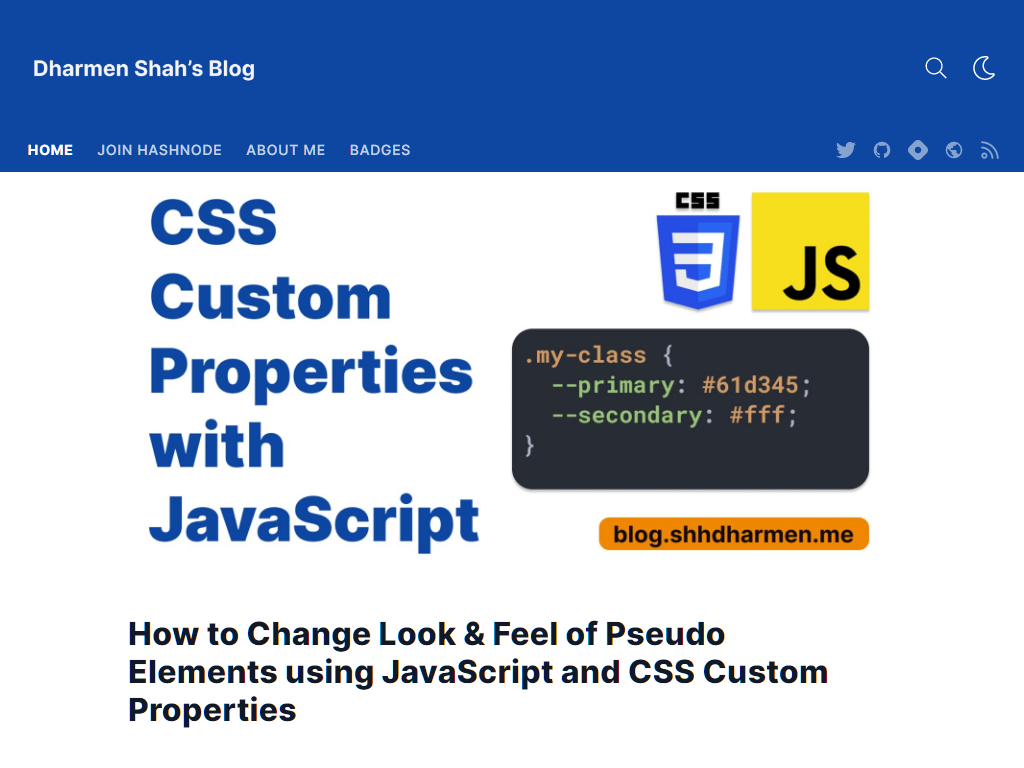 Dharmen Shah’s Blog
HOME JOIN HASHNODE ABOUT ME BADGES
CSS
Custom
Properties
with
JavaScript
CSS
3
JS
.my-class {
--primary: #61d345;
--secondary: #fff;
}
blog.shhdharmen.me
How to Change Look & Feel of Pseudo
Elements using JavaScript and CSS Custom
Properties